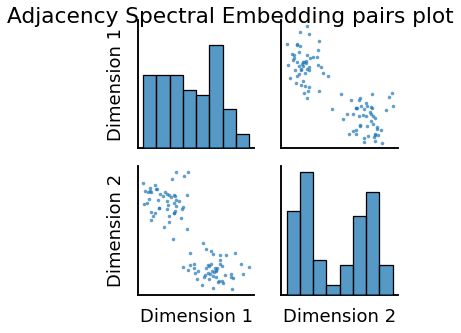 Adjacency Spectral Embedding pairs plot
Dimension 1
Dimension 2
Dimension 1
Dimension 2